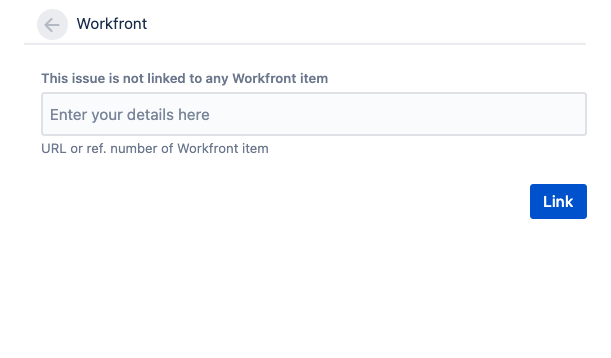 Workfront
This issue is not linked to any Workfront item
Enter your details here
URL or ref. number of Workfront item
Link